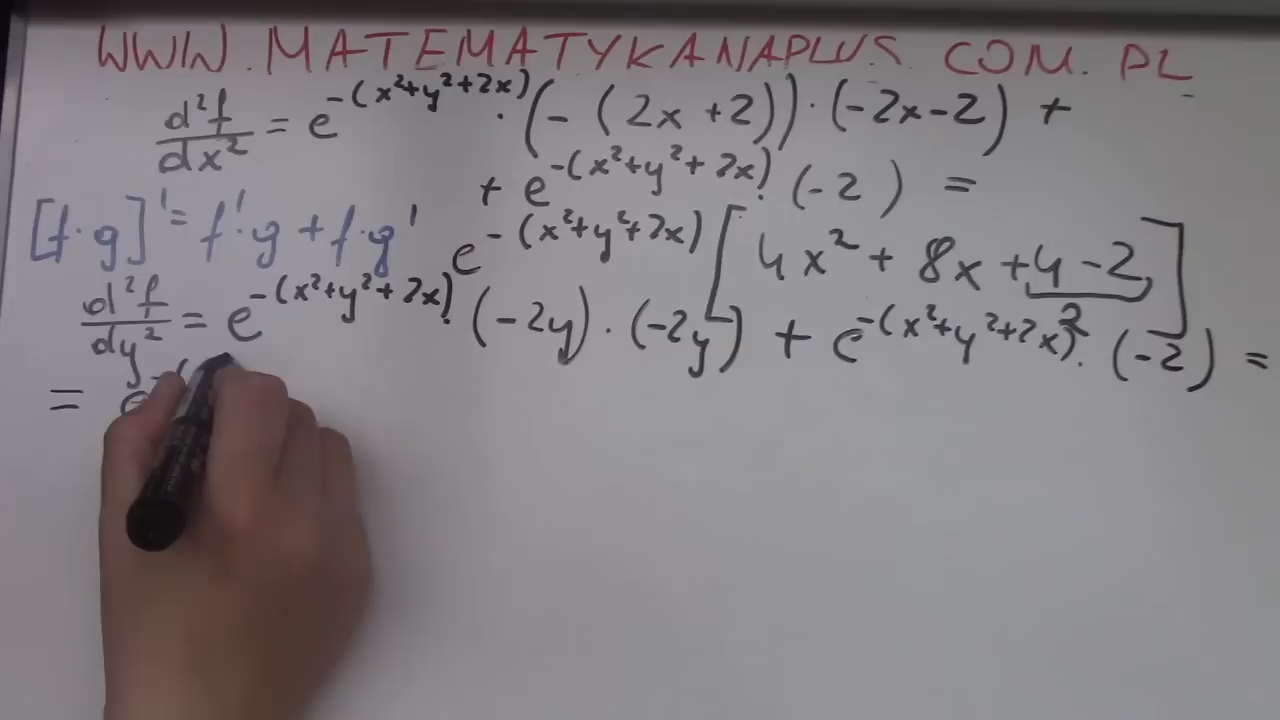 WWW.MATEMATYKANAPLUS.COM.PL
d²f/dx² = e^-(x²+y²+2x) · (-(2x+2)) · (-2x-2) +
+ e^-(x²+y²+2x) · (-2) =
[f·g]' = f'·g + f·g'
e^-(x²+y²+2x) [4x² + 8x + 4 - 2]
2
d²f/dy² = e^-(x²+y²+2x) · (-2y) · (-2y) + e^-(x²+y²+2x) · (-2) =
= e^-(